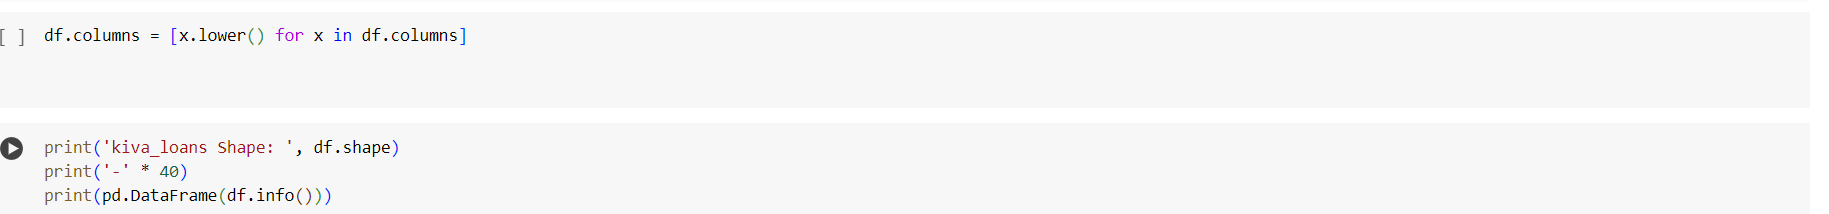 [ ] df.columns = [x.lower() for x in df.columns]
print('kiva_loans Shape: ', df.shape)
print('-' * 40)
print(pd.DataFrame(df.info()))